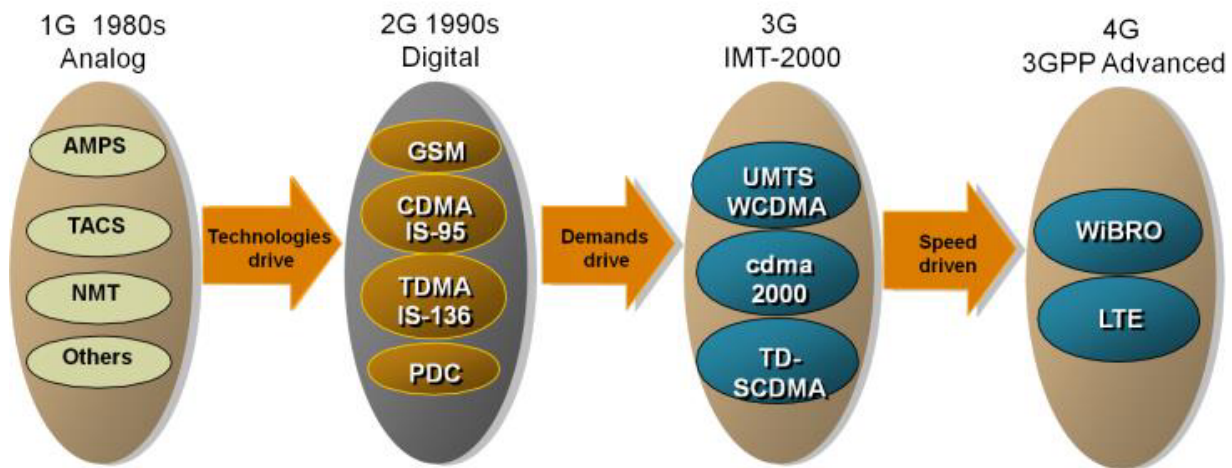 1G 1980s
Analog
AMPS
TACS
NMT
Others
Technologies
drive
2G 1990s
Digital
GSM
CDMA
IS-95
TDMA
IS-136
PDC
Demands
drive
3G
IMT-2000
UMTS
WCDMA
cdma
2000
TD-
SCDMA
Speed
driven
4G
3GPP Advanced
WiBRO
LTE